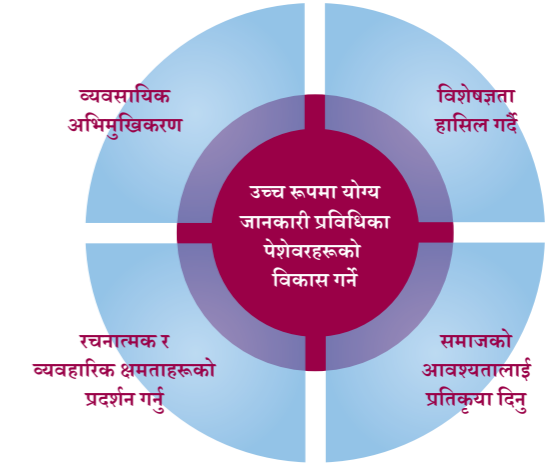 व्यवसायिक
अभिमुखिकरण
विशेषज्ञता
हासिल गर्दै
उच्च रूपमा योग्य
जानकारी प्रविधिका
पेशेवरहरूको
विकास गर्ने
रचनात्मक र
व्यवहारिक क्षमताहरूको
प्रदर्शन गर्नु
समाजको
आवश्यतालाई
प्रतिकृया दिनु